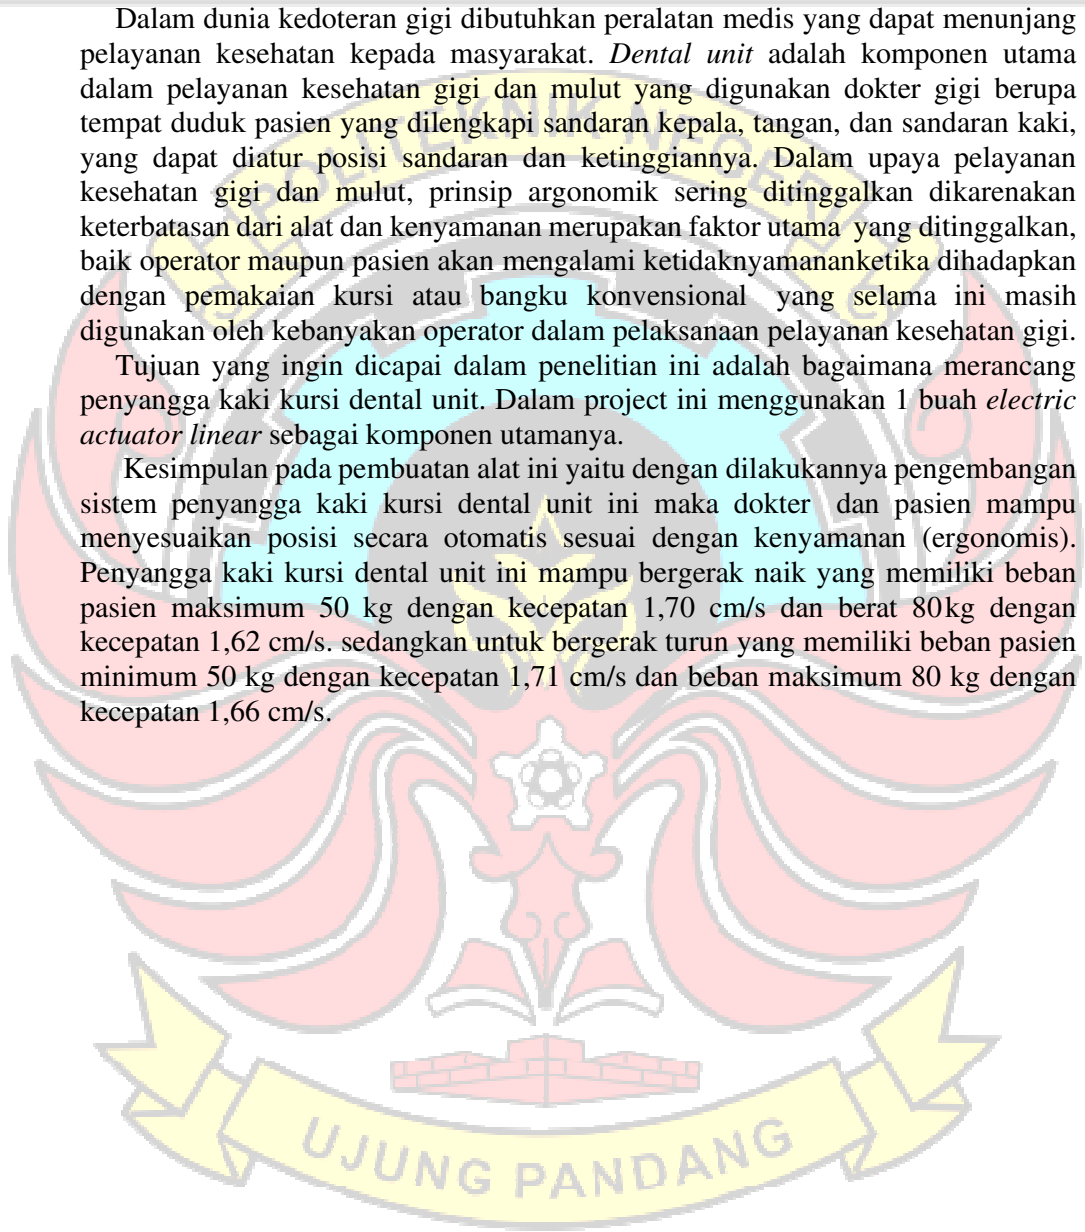 Dalam dunia kedoteran gigi dibutuhkan peralatan medis yang dapat menunjang
pelayanan kesehatan kepada masyarakat. Dental unit adalah komponen utama
dalam pelayanan kesehatan gigi dan mulut yang digunakan dokter gigi berupa
tempat duduk pasien yang dilengkapi sandaran kepala, tangan, dan sandaran kaki,
yang dapat diatur posisi sandaran dan ketinggiannya. Dalam upaya pelayanan
kesehatan gigi dan mulut, prinsip argonomik sering ditinggalkan dikarenakan
keterbatasan dari alat dan kenyamanan merupakan faktor utama yang ditinggalkan,
baik operator maupun pasien akan mengalami ketidaknyamananketika dihadapkan
dengan pemakaian kursi atau bangku konvensional yang selama ini masih
digunakan oleh kebanyakan operator dalam pelaksanaan pelayanan kesehatan gigi.
Tujuan yang ingin dicapai dalam penelitian ini adalah bagaimana merancang
penyangga kaki kursi dental unit. Dalam project ini menggunakan 1 buah electric
actuator linear sebagai komponen utamanya.
Kesimpulan pada pembuatan alat ini yaitu dengan dilakukannya pengembangan
sistem penyangga kaki kursi dental unit ini maka dokter dan pasien mampu
menyesuaikan posisi secara otomatis sesuai dengan kenyamanan (ergonomis).
Penyangga kaki kursi dental unit ini mampu bergerak naik yang memiliki beban
pasien maksimum 50 kg dengan kecepatan 1,70 cm/s dan berat 80kg dengan
kecepatan 1,62 cm/s. sedangkan untuk bergerak turun yang memiliki beban pasien
minimum 50 kg dengan kecepatan 1,71 cm/s dan beban maksimum 80 kg dengan
kecepatan 1,66 cm/s.
POLITEKNIK NEGERI
UJUNG PANDANG